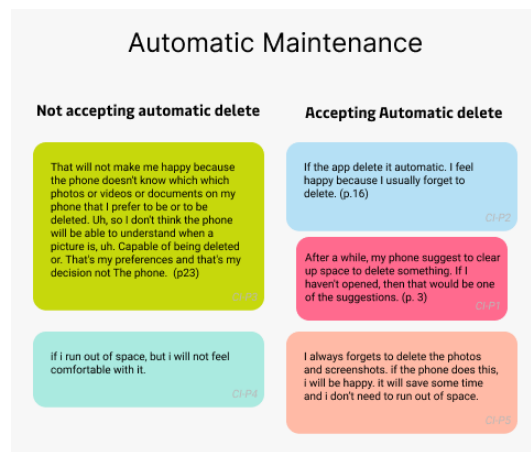 Automatic Maintenance
Not accepting automatic delete
That will not make me happy because
the phone doesn't know which which
photos or videos or documents on my
phone that I prefer to be or to be
deleted. Uh, so I don't think the phone
will be able to understand when a
picture is, uh. Capable of being deleted
or. That's my preferences and that's my
decision not The phone. (p23)
if i run out of space, but i will not feel
comfortable with it.
CI-P4
Accepting Automatic delete
If the app delete it automatic. I feel
happy because I usually forget to
delete. (p.16)
CI-P2
After a while, my phone suggest to clear
up space to delete something. If I
haven't opened, then that would be one
of the suggestions. (p. 3)
CI-P1
I always forgets to delete the photos
and screenshots. if the phone does this,
i will be happy. it will save some time
and i don't need to run out of space.
CI-P5